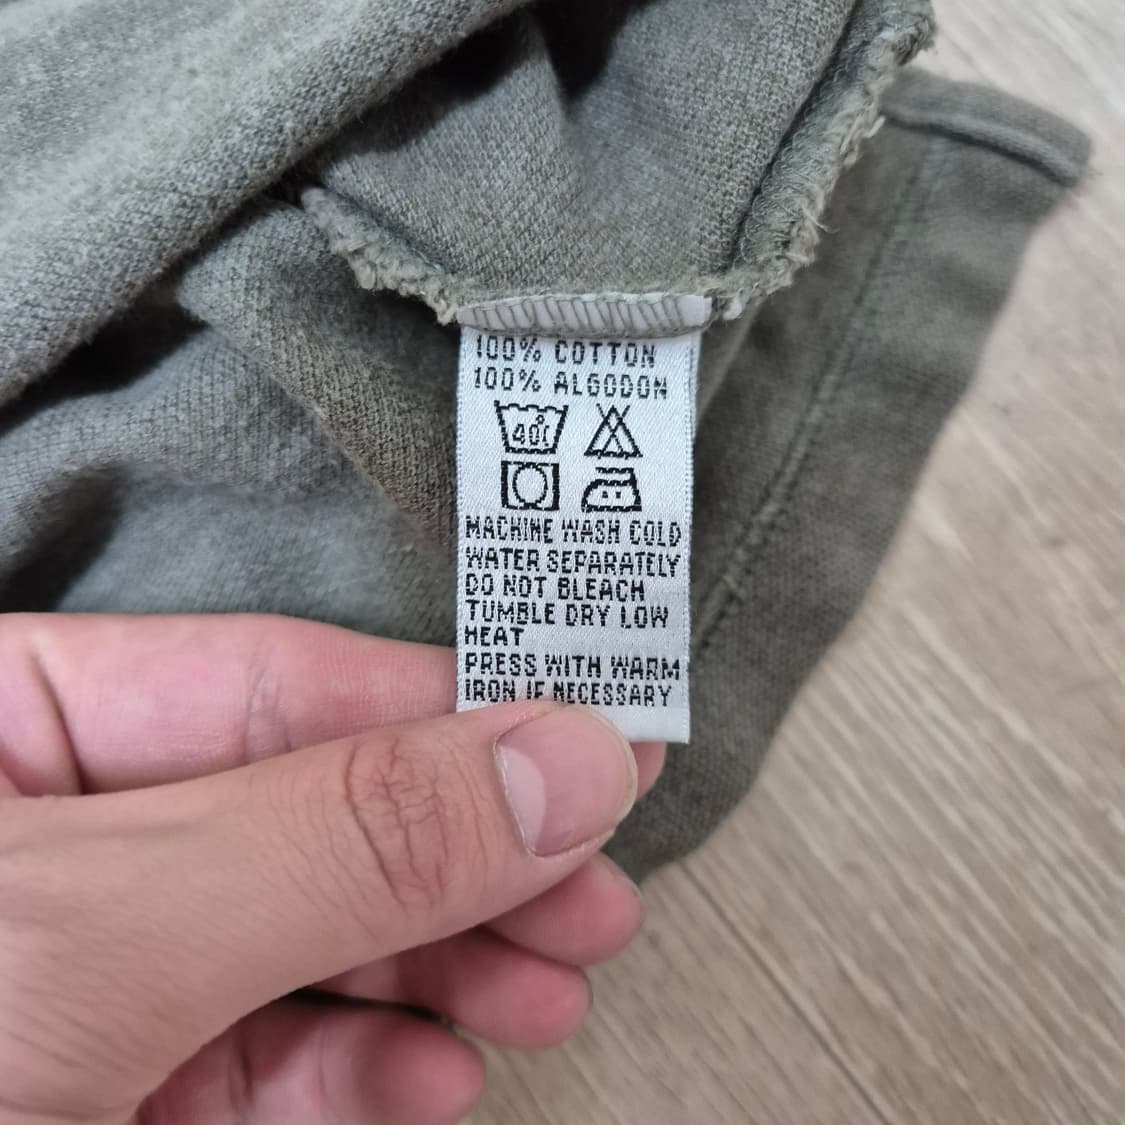 100% COTTON
100% ALGODON
40C
MACHINE WASH COLD
WATER SEPARATELY
DO NOT BLEACH
TUMBLE DRY LOW
HEAT
PRESS WITH WARM
IRON IF NECESSARY